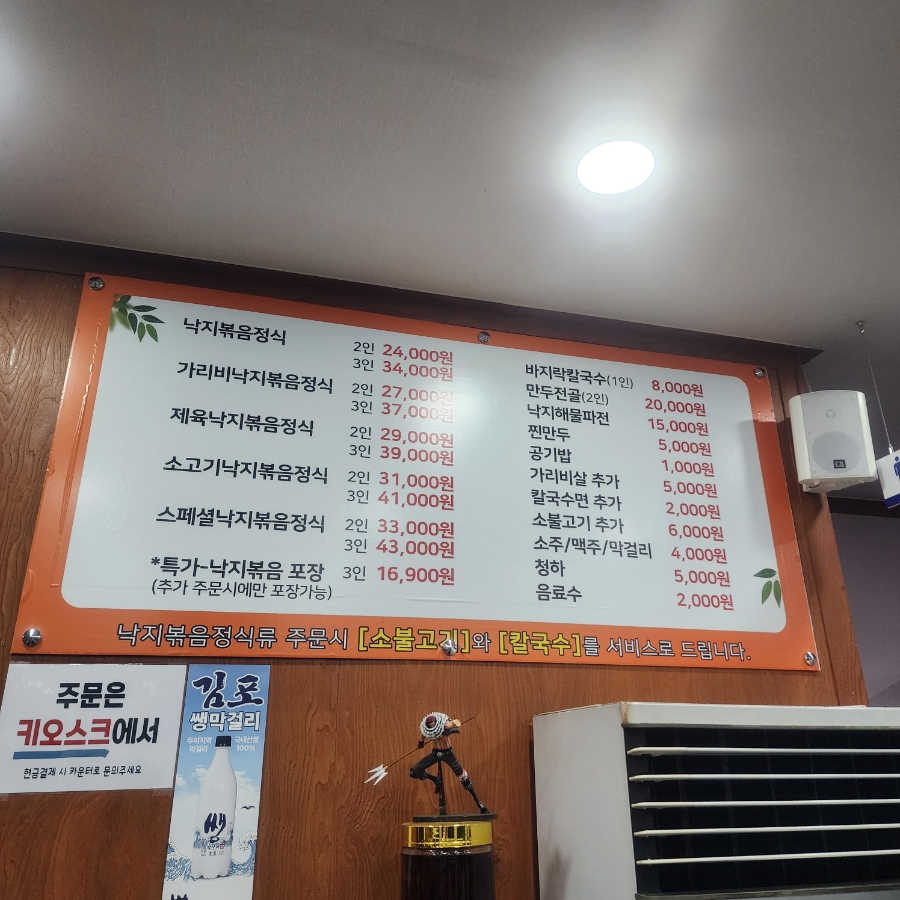 낙지볶음정식
2인 24,000원
3인 34,000원
가리비낙지볶음정식
2인 27,000원
3인 37,000원
제육낙지볶음정식
2인 29,000원
3인 39,000원
소고기낙지볶음정식
2인 31,000원
3인 41,000원
스페셜낙지볶음정식
2인 33,000원
3인 43,000원
*특가-낙지볶음 포장 3인 16,900원
(추가 주문시에만 포장가능)
바지락칼국수(1인) 8,000원
만두전골(2인) 20,000원
낙지해물파전 15,000원
찐만두 5,000원
공기밥 1,000원
가리비살 추가 5,000원
칼국수면 추가 2,000원
소불고기 추가 6,000원
소주/맥주/막걸리 4,000원
청하 5,000원
음료수 2,000원
낙지볶음정식류 주문시 [소불고기]와 [칼국수]를 서비스로 드립니다.
주문은
키오스크에서
현금결제 시 카운터로 문의주세요
김포
쌩막걸리
우리지역 국내산쌀
막걸리 100%
쌩